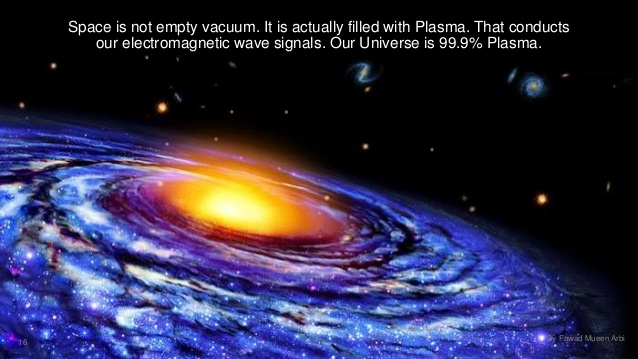 Space is not empty vacuum. It is actually filled with Plasma. That conducts
our electromagnetic wave signals. Our Universe is 99.9% Plasma.
16
By Fawad Mueen Arbi